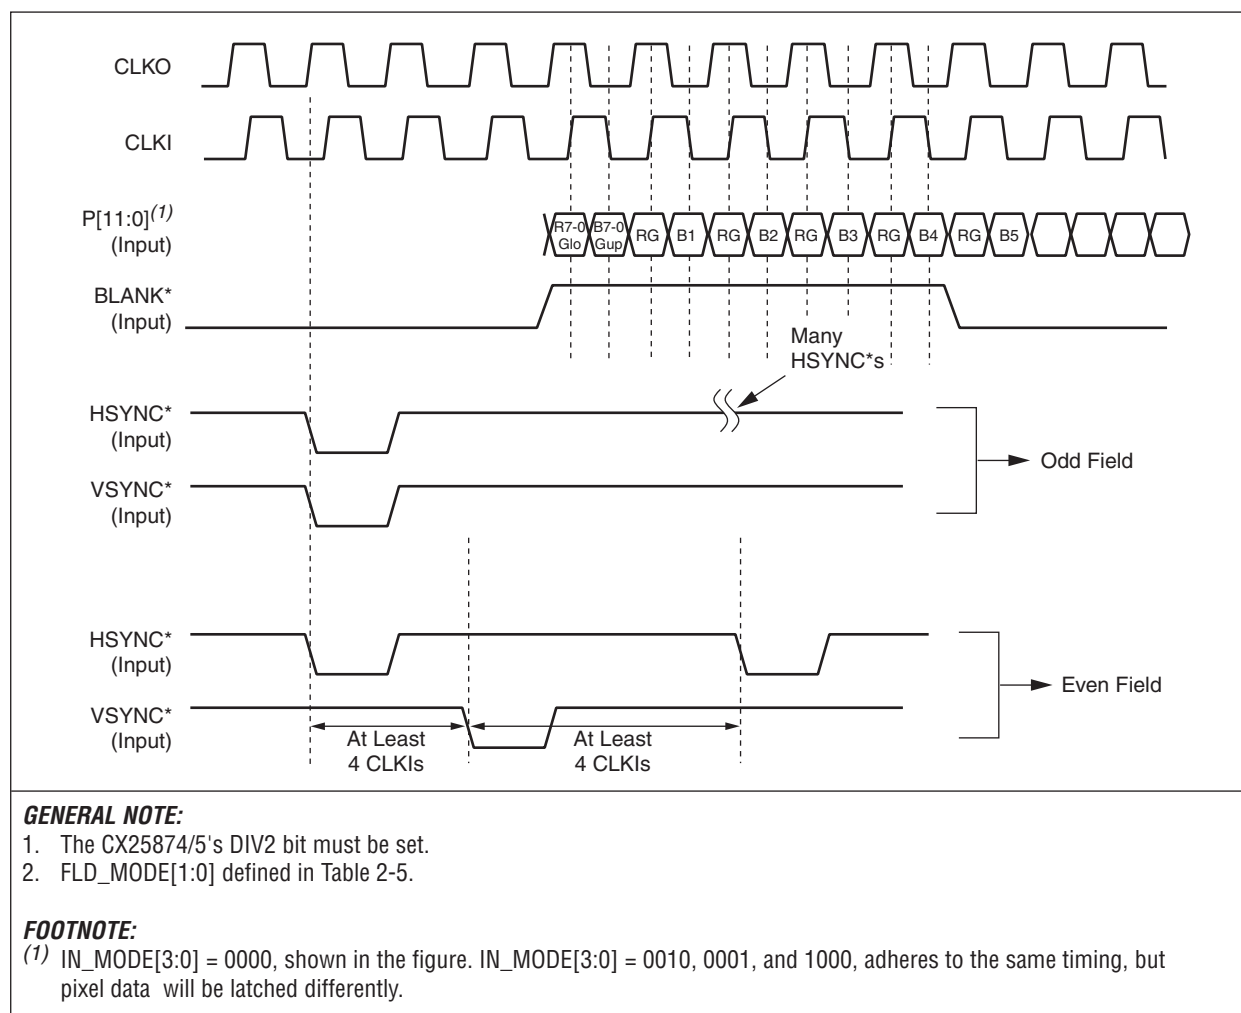 CLKO
CLKI
P[11:0](1)
(Input)
R7-0
Glo
B7-0
Gup
RG
B1
RG
B2
RG
B3
RG
B4
RG
B5
BLANK*
(Input)
Many
HSYNC*s
HSYNC*
(Input)
VSYNC*
(Input)
Odd Field
HSYNC*
(Input)
VSYNC*
(Input)
At Least
4 CLKIs
At Least
4 CLKIs
Even Field
GENERAL NOTE:
1. The CX25874/5's DIV2 bit must be set.
2. FLD_MODE[1:0] defined in Table 2-5.
FOOTNOTE:
(1) IN_MODE[3:0] = 0000, shown in the figure. IN_MODE[3:0] = 0010, 0001, and 1000, adheres to the same timing, but
pixel data will be latched differently.